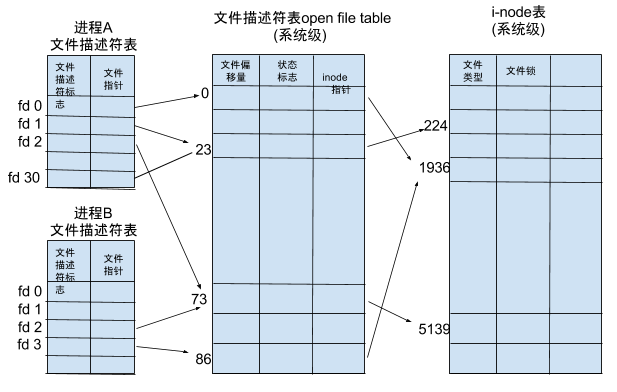 进程A
文件描述符表
文件
描述
符标
志
文件
指针
fd 0
fd 1
fd 2
fd 30
进程B
文件描述符表
文件
描述
符标
志
文件
指针
fd 0
fd 1
fd 2
fd 3
文件描述符表open file table
(系统级)
文件偏
移量
状态
标志
inode
指针
0
23
73
86
i-node表
(系统级)
文件
类型
文件锁
224
1936
5139